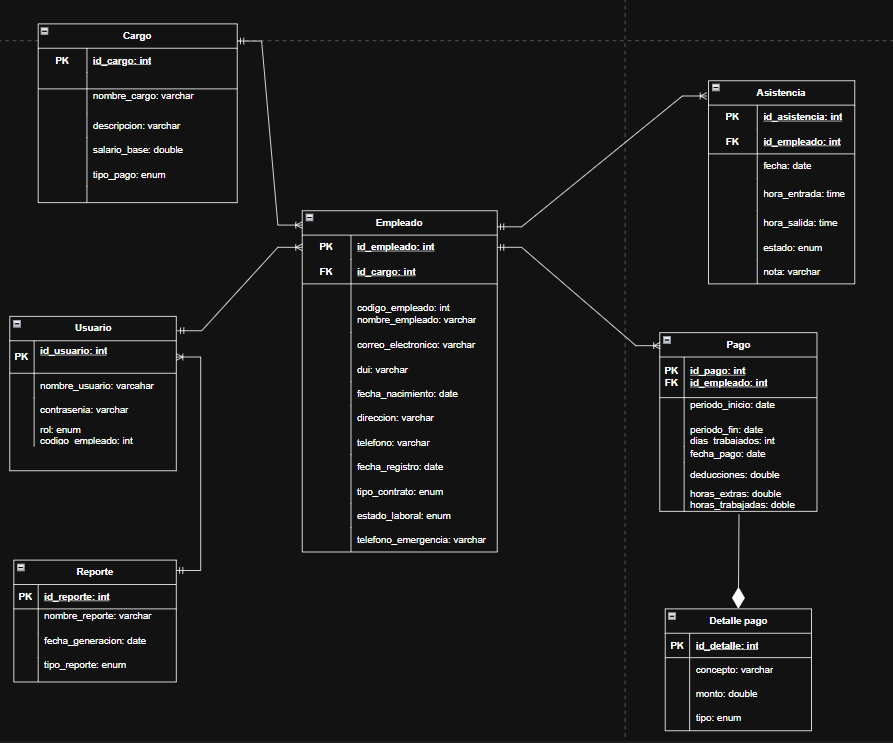 Cargo
PK id_cargo: int
nombre_cargo: varchar
descripcion: varchar
salario_base: double
tipo_pago: enum
Empleado
PK id_empleado: int
FK id_cargo: int
codigo_empleado: int
nombre_empleado: varchar
correo_electronico: varchar
dui: varchar
fecha_nacimiento: date
direccion: varchar
telefono: varchar
fecha_registro: date
tipo_contrato: enum
estado_laboral: enum
telefono_emergencia: varchar
Asistencia
PK id_asistencia: int
FK id_empleado: int
fecha: date
hora_entrada: time
hora_salida: time
estado: enum
nota: varchar
Usuario
PK id_usuario: int
nombre_usuario: varcahar
contrasenia: varchar
rol: enum
codigo_empleado: int
Pago
PK id_pago: int
FK id_empleado: int
periodo_inicio: date
periodo_fin: date
dias_trabajados: int
fecha_pago: date
deducciones: double
horas_extras: double
horas_trabajadas: doble
Reporte
PK id_reporte: int
nombre_reporte: varchar
fecha_generacion: date
tipo_reporte: enum
Detalle pago
PK id_detalle: int
concepto: varchar
monto: double
tipo: enum